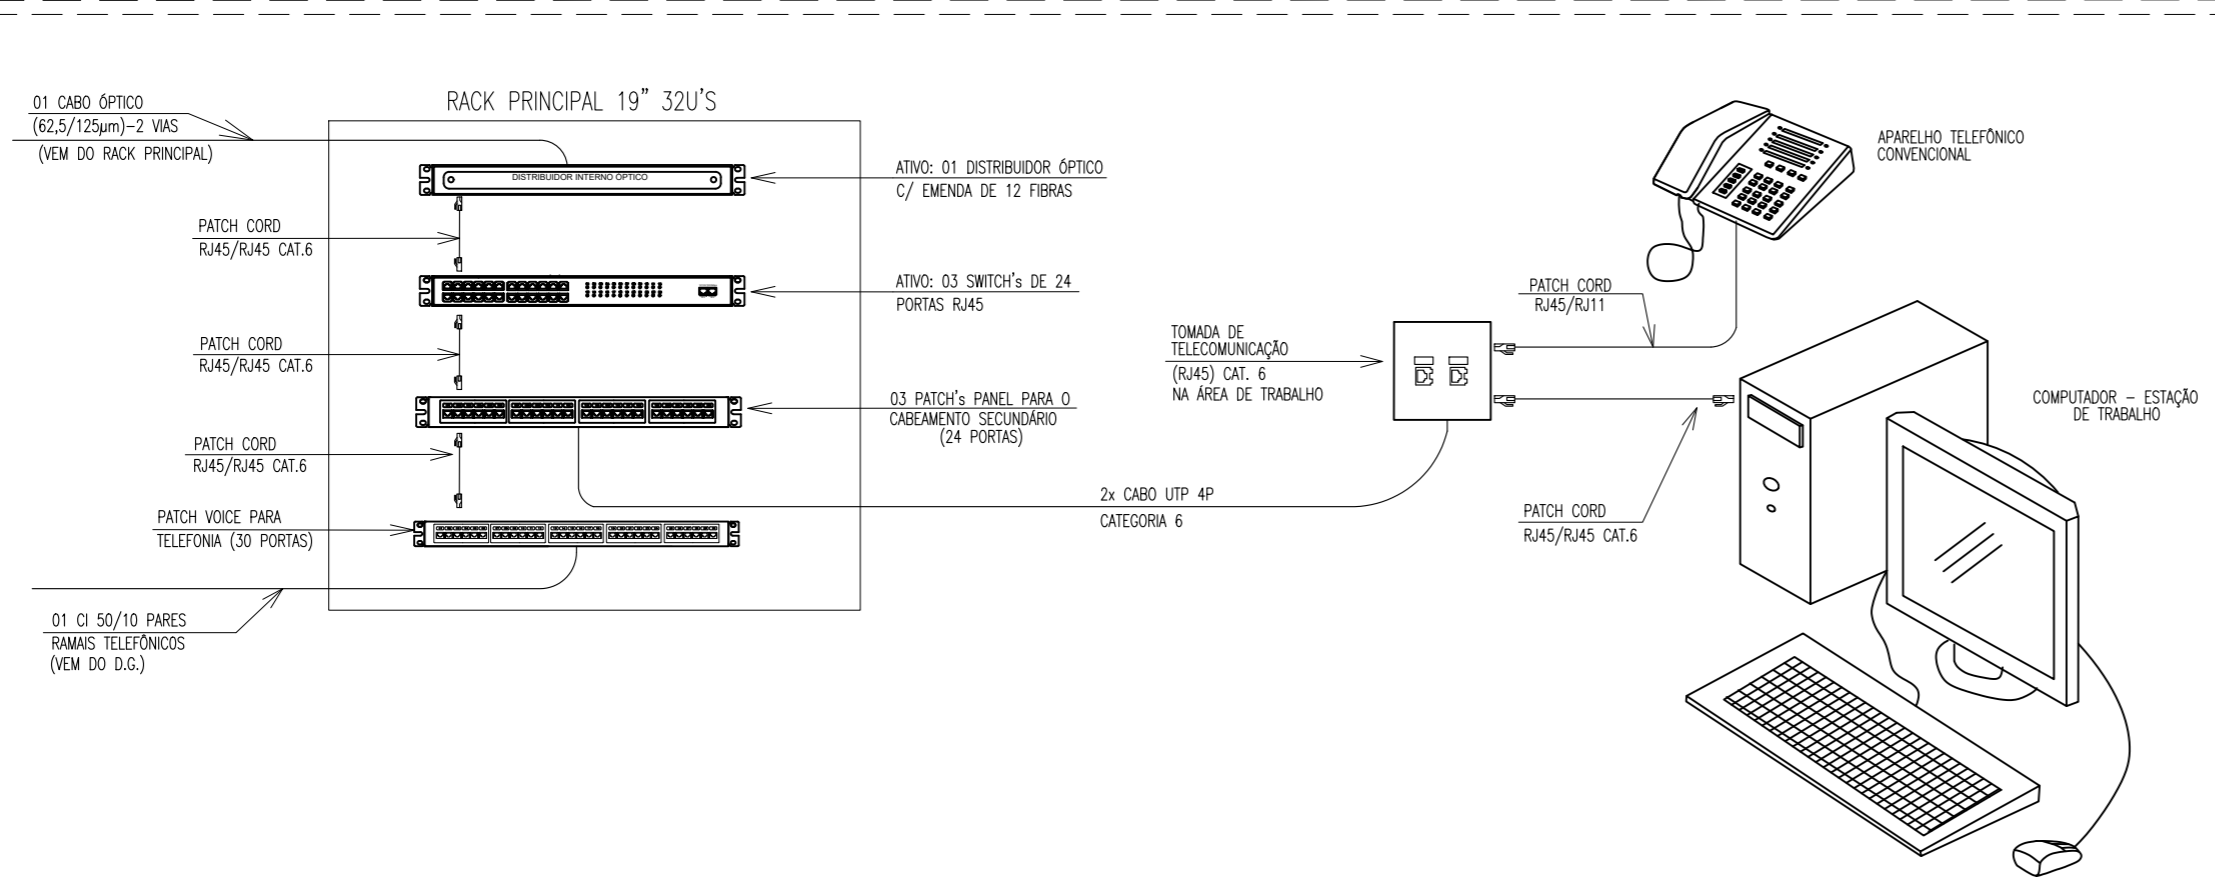 RACK PRINCIPAL 19” 32U'S
01 CABO ÓPTICO
(62,5/125µm)-2 VIAS
(VEM DO RACK PRINCIPAL)
DISTRIBUIDOR INTERNO ÓPTICO
ATIVO: 01 DISTRIBUIDOR ÓPTICO
C/ EMENDA DE 12 FIBRAS
PATCH CORD
RJ45/RJ45 CAT.6
ATIVO: 03 SWITCH's DE 24
PORTAS RJ45
PATCH CORD
RJ45/RJ45 CAT.6
03 PATCH's PANEL PARA O
CABEAMENTO SECUNDÁRIO
(24 PORTAS)
PATCH CORD
RJ45/RJ45 CAT.6
PATCH VOICE PARA
TELEFONIA (30 PORTAS)
01 CI 50/10 PARES
RAMAIS TELEFÔNICOS
(VEM DO D.G.)
2x CABO UTP 4P
CATEGORIA 6
TOMADA DE
TELECOMUNICAÇÃO
(RJ45) CAT. 6
NA ÁREA DE TRABALHO
APARELHO TELEFÔNICO
CONVENCIONAL
PATCH CORD
RJ45/RJ11
COMPUTADOR – ESTAÇÃO
DE TRABALHO
PATCH CORD
RJ45/RJ45 CAT.6